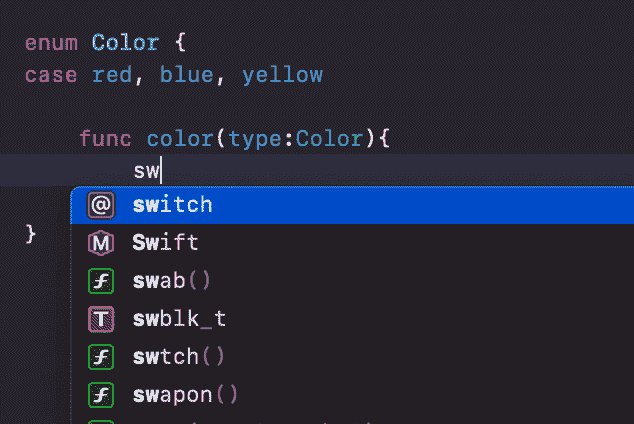 enum Color {
case red, blue, yellow
func color(type:Color){
sw
@ switch
M Swift
}
f swab()
T swblk_t
f swtch()
f swapon()